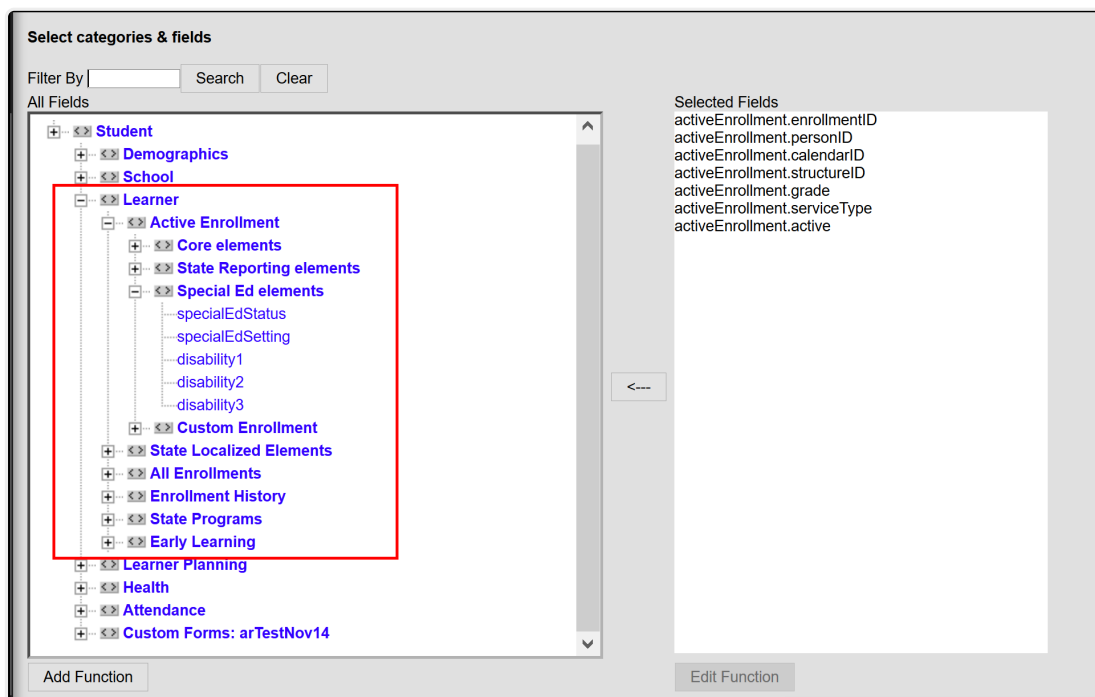 Select categories & fields
Filter By
Search
Clear
All Fields
Student
Demographics
School
Learner
Active Enrollment
Core elements
State Reporting elements
Special Ed elements
specialEdStatus
specialEdSetting
disability1
disability2
disability3
Custom Enrollment
State Localized Elements
All Enrollments
Enrollment History
State Programs
Early Learning
Learner Planning
Health
Attendance
Custom Forms: arTestNov14
Add Function
<---
Selected Fields
activeEnrollment.enrollmentID
activeEnrollment.personID
activeEnrollment.calendarID
activeEnrollment.structureID
activeEnrollment.grade
activeEnrollment.serviceType
activeEnrollment.active
Edit Function